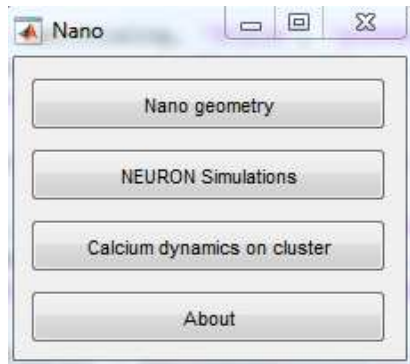 Nano
Nano geometry
NEURON Simulations
Calcium dynamics on cluster
About